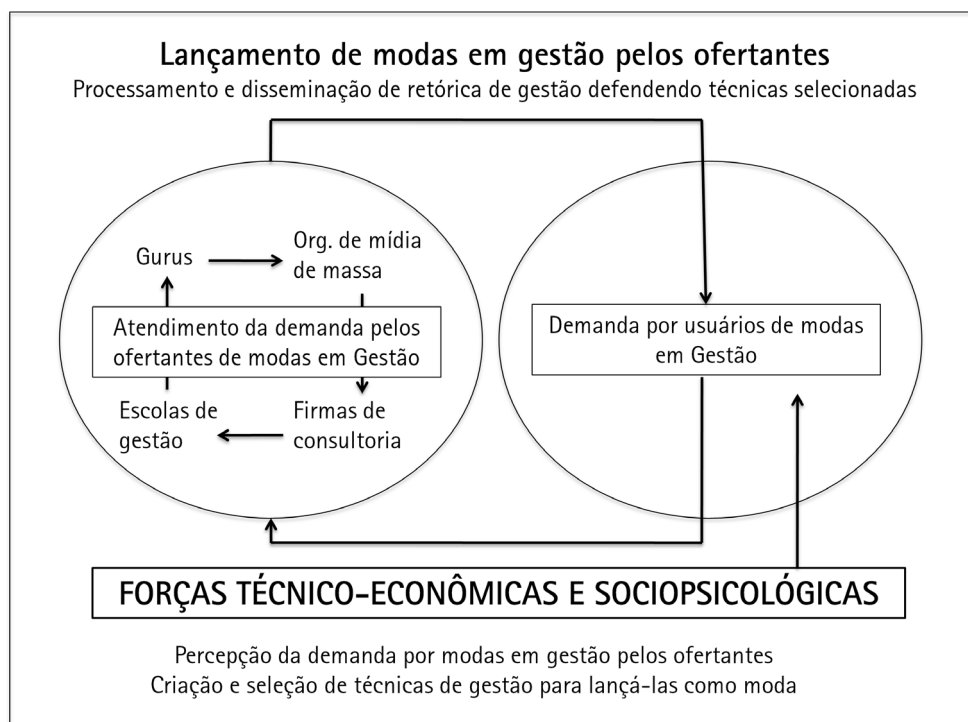 Lançamento de modas em gestão pelos ofertantes
Processamento e disseminação de retórica de gestão defendendo técnicas selecionadas
Gurus
Org. de mídia
de massa
Atendimento da demanda pelos
ofertantes de modas em Gestão
Escolas de
gestão
Firmas de
consultoria
Demanda por usuários de modas
em Gestão
FORÇAS TÉCNICO-ECONÔMICAS E SOCIOPSICOLÓGICAS
Percepção da demanda por modas em gestão pelos ofertantes
Criação e seleção de técnicas de gestão para lançá-las como moda